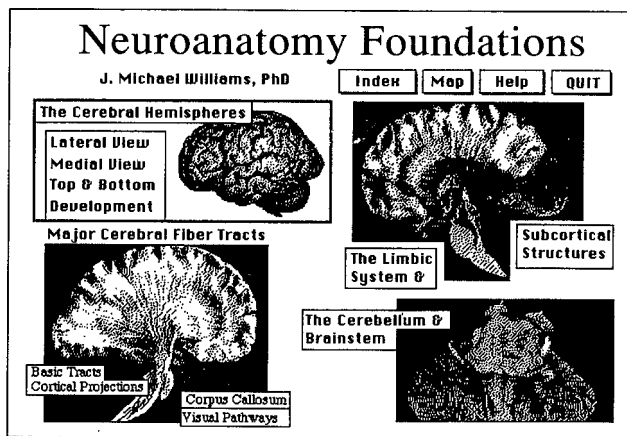 Neuroanatomy Foundations
J. Michael Williams, PhD
Index Map Help QUIT
The Cerebral Hemispheres
Lateral View
Medial View
Top & Bottom
Development
Major Cerebral Fiber Tracts
Basic Tracts
Cortical Projections
Corpus Callosum
Visual Pathways
The Limbic
System &
Subcortical
Structures
The Cerebellum &
Brainstem